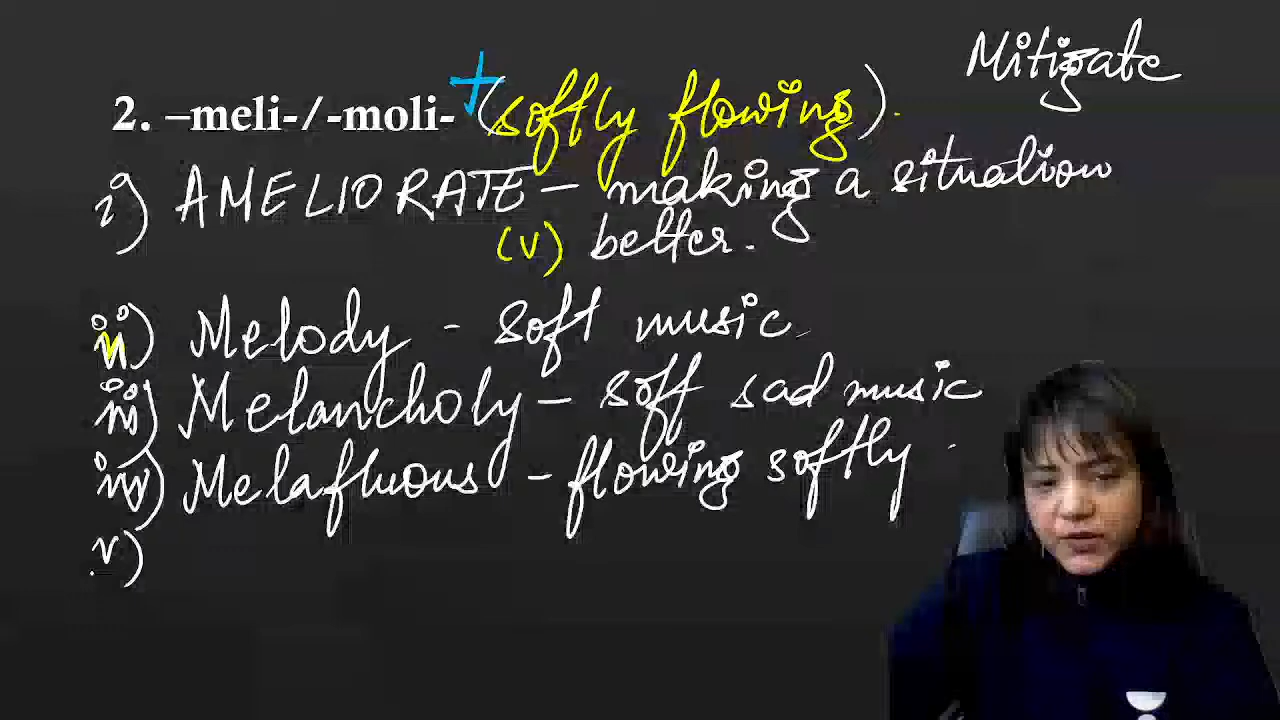 Mitigate
2. –meli-/-moli- + (softly flowing).
i) AMELIORATE – making a situation
(v) better.
ii) Melody - soft music
iii) Melancholy – soft sad music
iv) Melafluous - flowing softly
v)